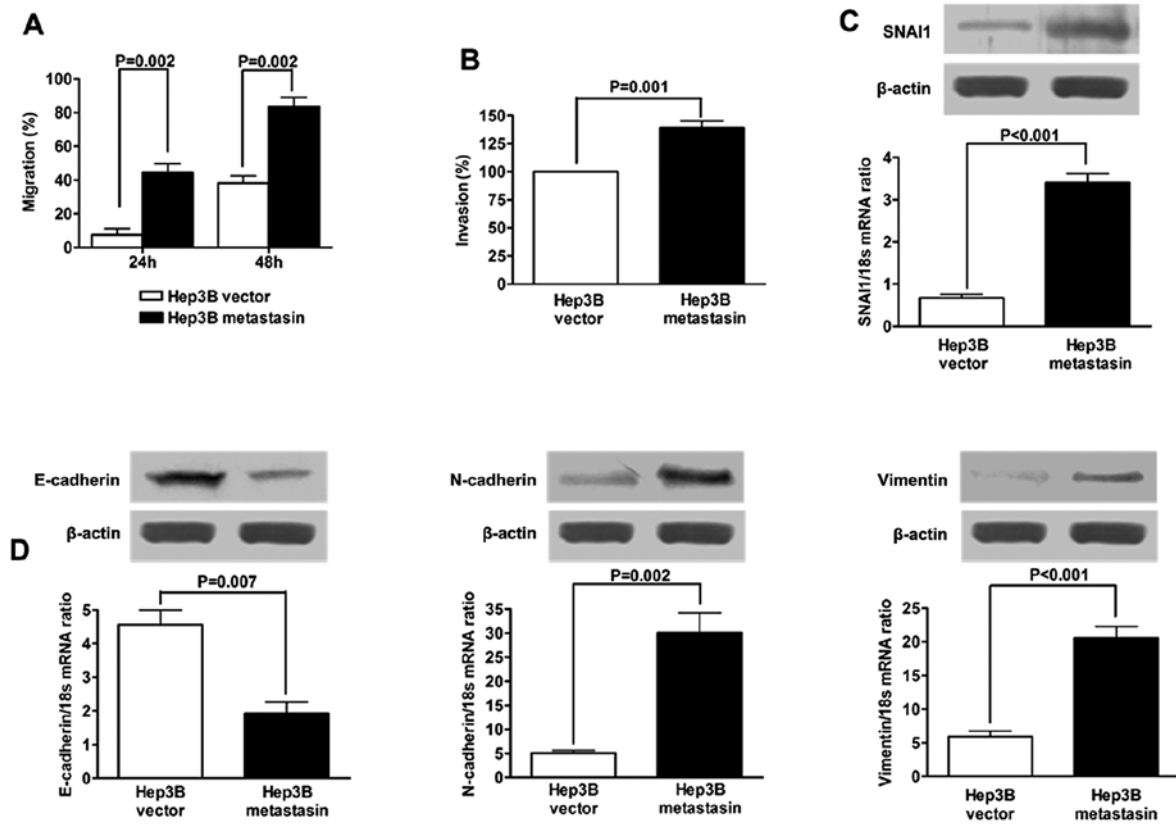 A
P=0.002
P=0.002
Migration (%)
100
80
60
40
20
0
24h
48h
Hep3B vector
Hep3B metastasin
B
P=0.001
Invasion (%)
150
125
100
75
50
25
0
Hep3B
vector
Hep3B
metastasin
C
SNAI1
β-actin
P<0.001
SNAI1/18s mRNA ratio
4
3
2
1
0
Hep3B
vector
Hep3B
metastasin
D
E-cadherin
β-actin
P=0.007
E-cadherin/18s mRNA ratio
5
4
3
2
1
0
Hep3B
vector
Hep3B
metastasin
N-cadherin
β-actin
P=0.002
N-cadherin/18s mRNA ratio
35
30
25
20
15
10
5
0
Hep3B
vector
Hep3B
metastasin
Vimentin
β-actin
P<0.001
Vimentin/18s mRNA ratio
25
20
15
10
5
0
Hep3B
vector
Hep3B
metastasin